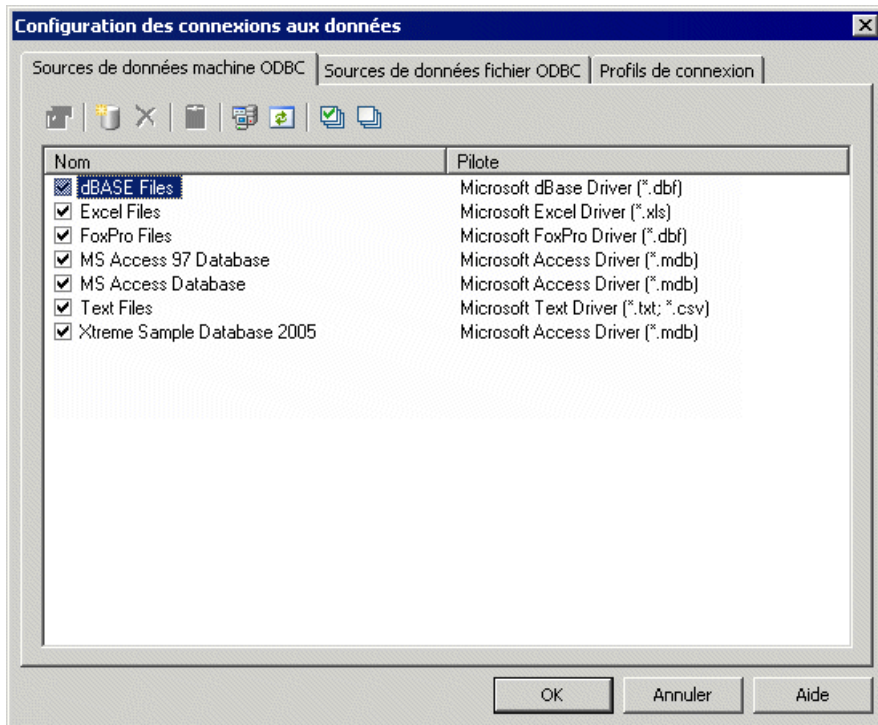 Configuration des connexions aux données
Sources de données machine ODBC Sources de données fichier ODBC Profils de connexion
Nom Pilote
dBASE Files Microsoft dBase Driver (*.dbf)
Excel Files Microsoft Excel Driver (*.xls)
FoxPro Files Microsoft FoxPro Driver (*.dbf)
MS Access 97 Database Microsoft Access Driver (*.mdb)
MS Access Database Microsoft Access Driver (*.mdb)
Text Files Microsoft Text Driver (*.txt; *.csv)
Xtreme Sample Database 2005 Microsoft Access Driver (*.mdb)
OK Annuler Aide